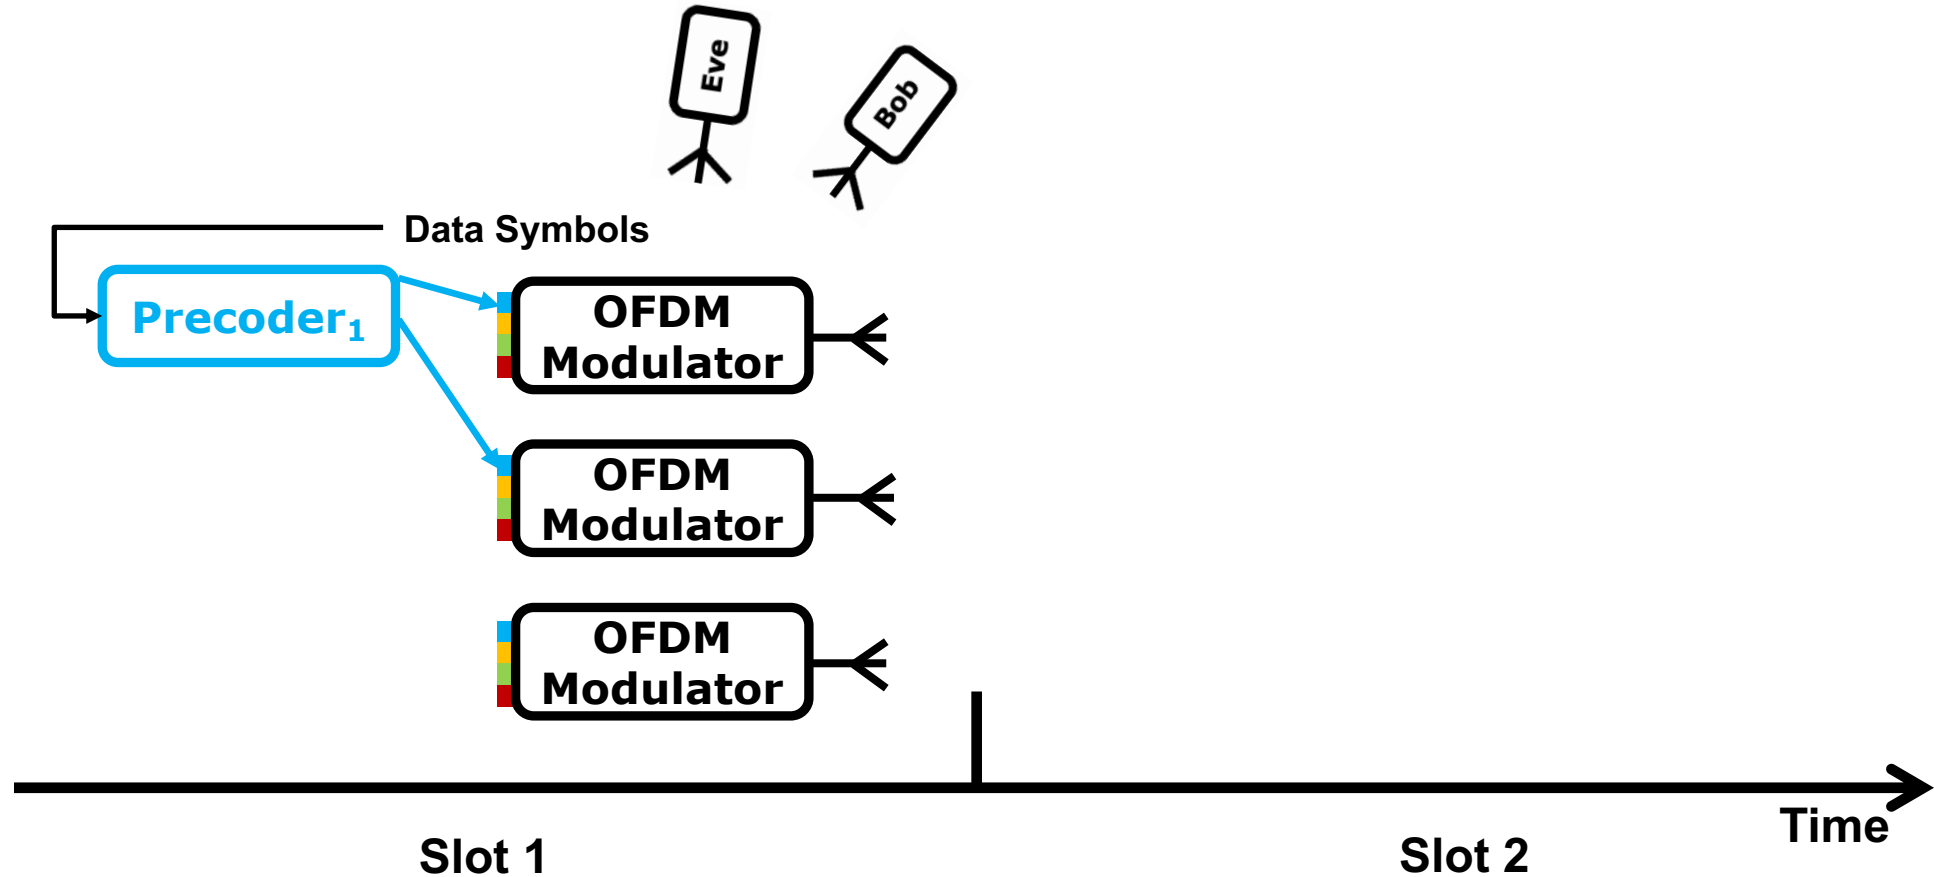 Eve
Bob
Data Symbols
Precoder₁
OFDM
Modulator
OFDM
Modulator
OFDM
Modulator
Time
Slot 1
Slot 2